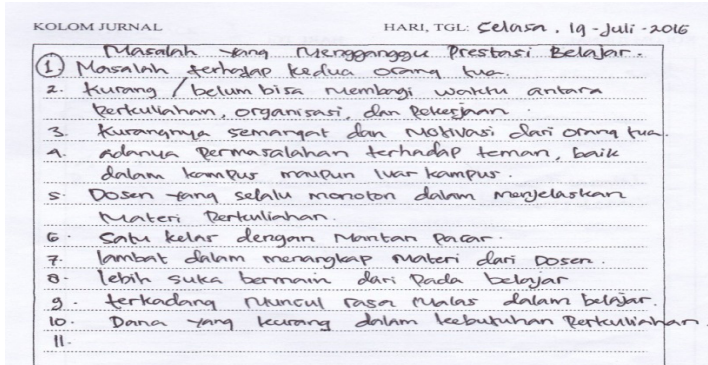 KOLOM JURNAL HARI, TGL: Selasa, 19-Juli-2016
Masalah yang Mengganggu Prestasi Belajar.
1 Masalah terhadap kedua orang tua.
2. Kurang / belum bisa Membagi waktu antara
Perkuliahan, organisasi, dan Pekerjaan.
3. Kurangnya semangat dan Motivasi dari orang tua.
4. adanya Permasalahan terhadap teman, baik
dalam kampus maupun luar kampus.
5. Dosen yang selalu monoton dalam menjelaskan
Materi Perkuliahan.
6. Satu kelas dengan Mantan Pacar.
7. lambat dalam menangkap Materi dari Dosen.
8. lebih suka bermain dari Pada belajar
9. terkadang Muncul rasa Malas dalam belajar.
10. Dana yang kurang dalam kebutuhan Perkuliahan.
11.